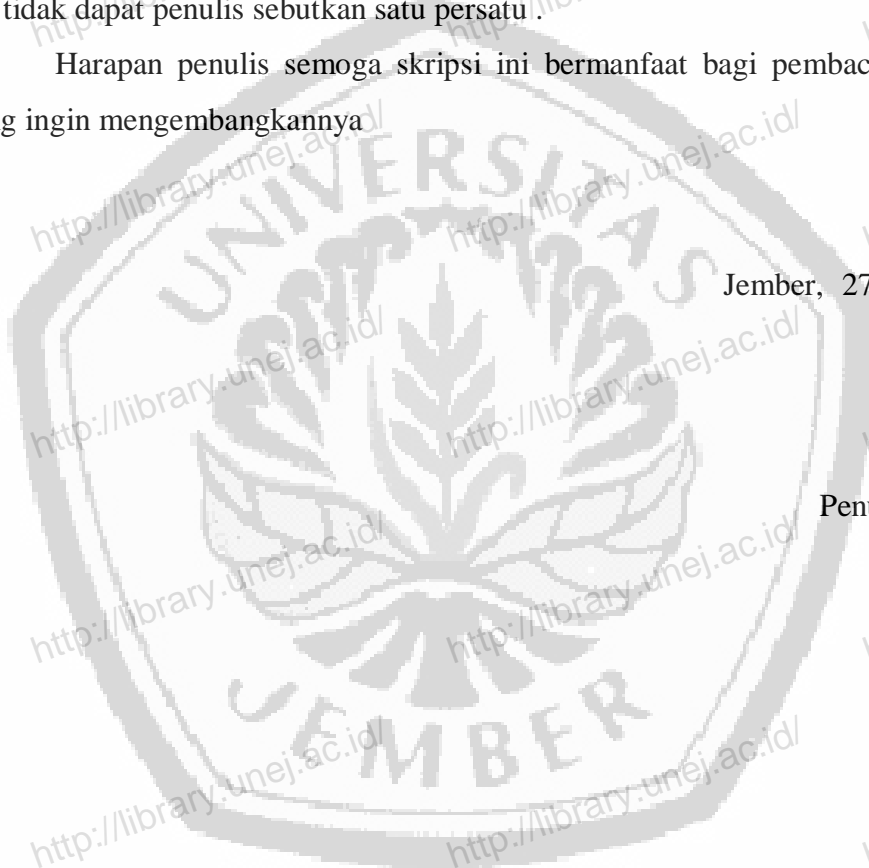 tidak dapat penulis sebutkan satu persatu .
Harapan penulis semoga skripsi ini bermanfaat bagi pembac
g ingin mengembangkannya
Jember, 27
Penu
UNIVERSITAS
JEMBER
http://library.unej.ac.id/
http://library.unej.ac.id/
http://library.unej.ac.id/
http://library.unej.ac.id/
http://library.unej.ac.id/
http://library.unej.ac.id/
http://library.unej.ac.id/
http://library.unej.ac.id/